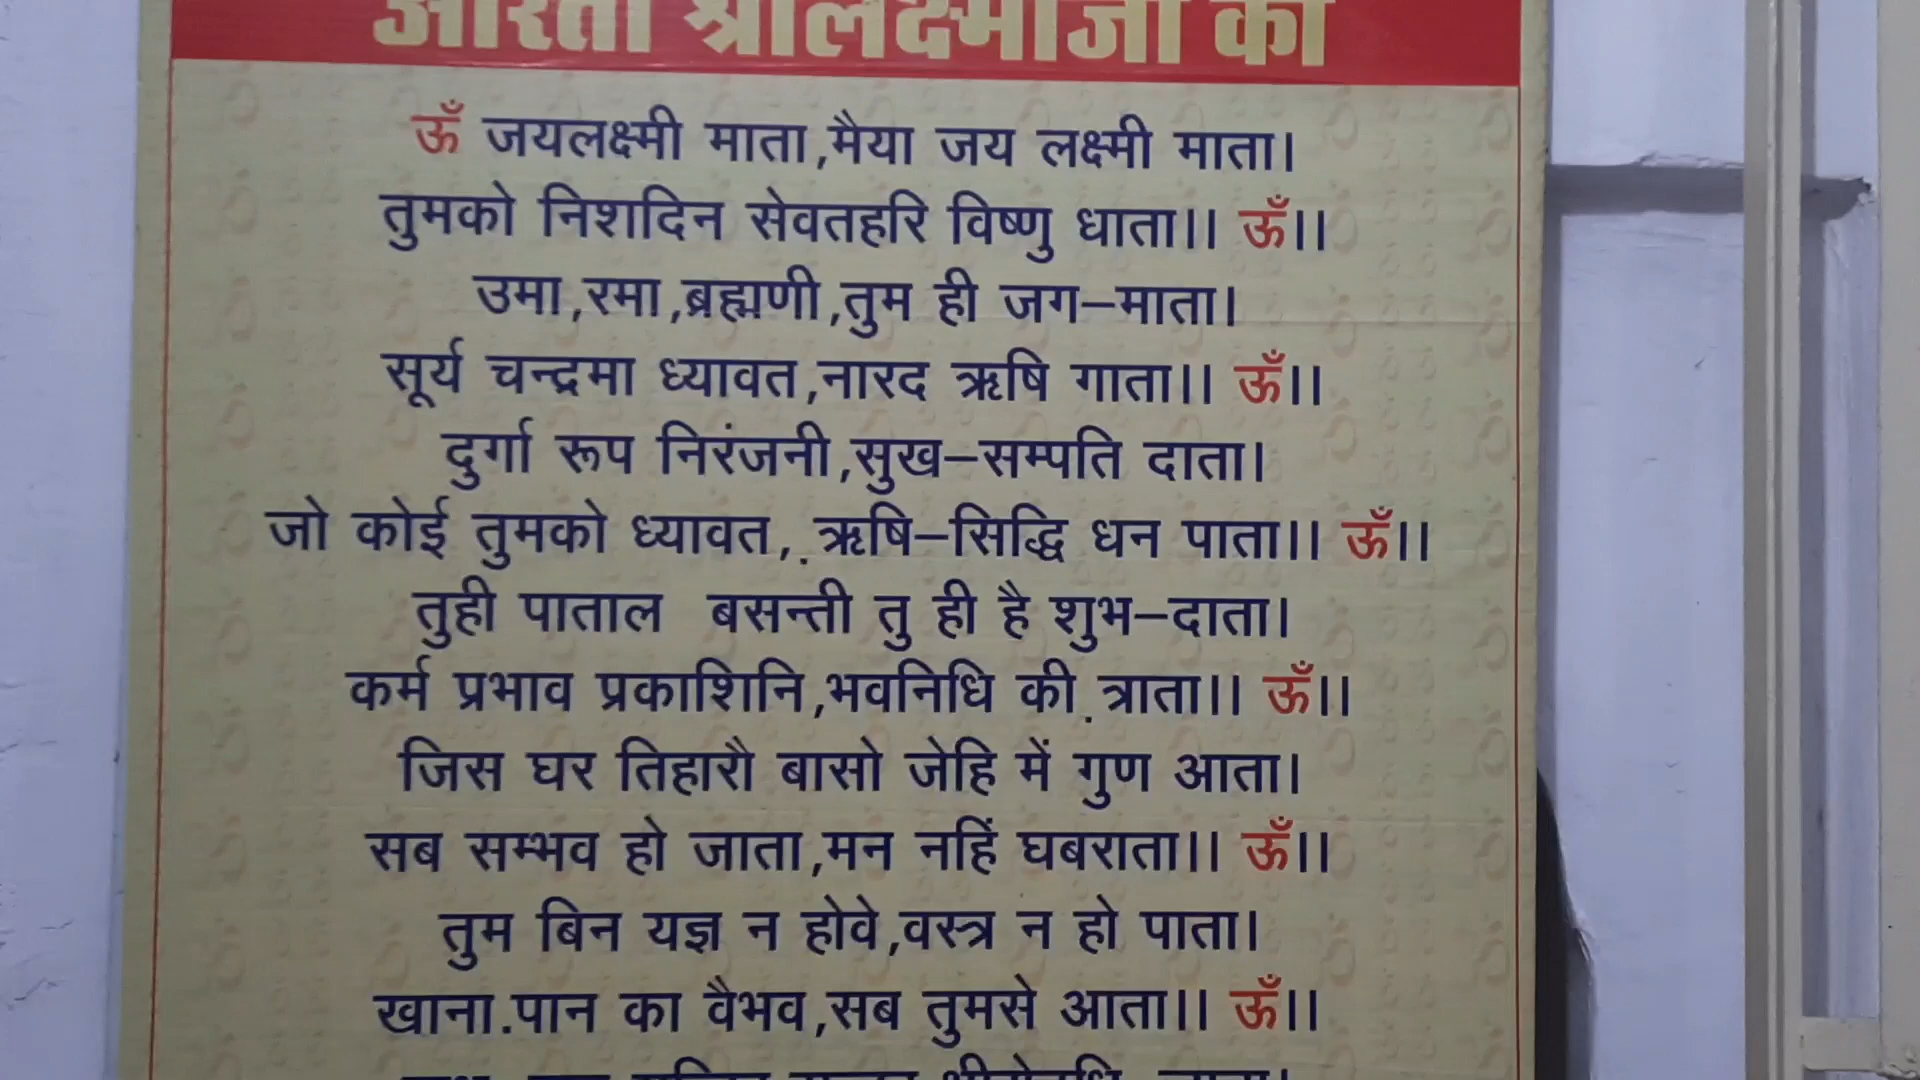 आरती श्रीलक्ष्मीजी की
ॐ जयलक्ष्मी माता,मैया जय लक्ष्मी माता।
तुमको निशदिन सेवतहरि विष्णु धाता।। ॐ।।
उमा,रमा,ब्रह्मणी,तुम ही जग–माता।
सूर्य चन्द्रमा ध्यावत,नारद ऋषि गाता।। ॐ।।
दुर्गा रूप निरंजनी,सुख–सम्पति दाता।
जो कोई तुमको ध्यावत, ऋषि–सिद्धि धन पाता।। ॐ।।
तुही पाताल बसन्ती तु ही है शुभ–दाता।
कर्म प्रभाव प्रकाशिनि,भवनिधि की त्राता।। ॐ।।
जिस घर तिहारौ बासो जेहि में गुण आता।
सब सम्भव हो जाता,मन नहिं घबराता।। ॐ।।
तुम बिन यज्ञ न होवे,वस्त्र न हो पाता।
खाना.पान का वैभव,सब तुमसे आता।। ॐ।।